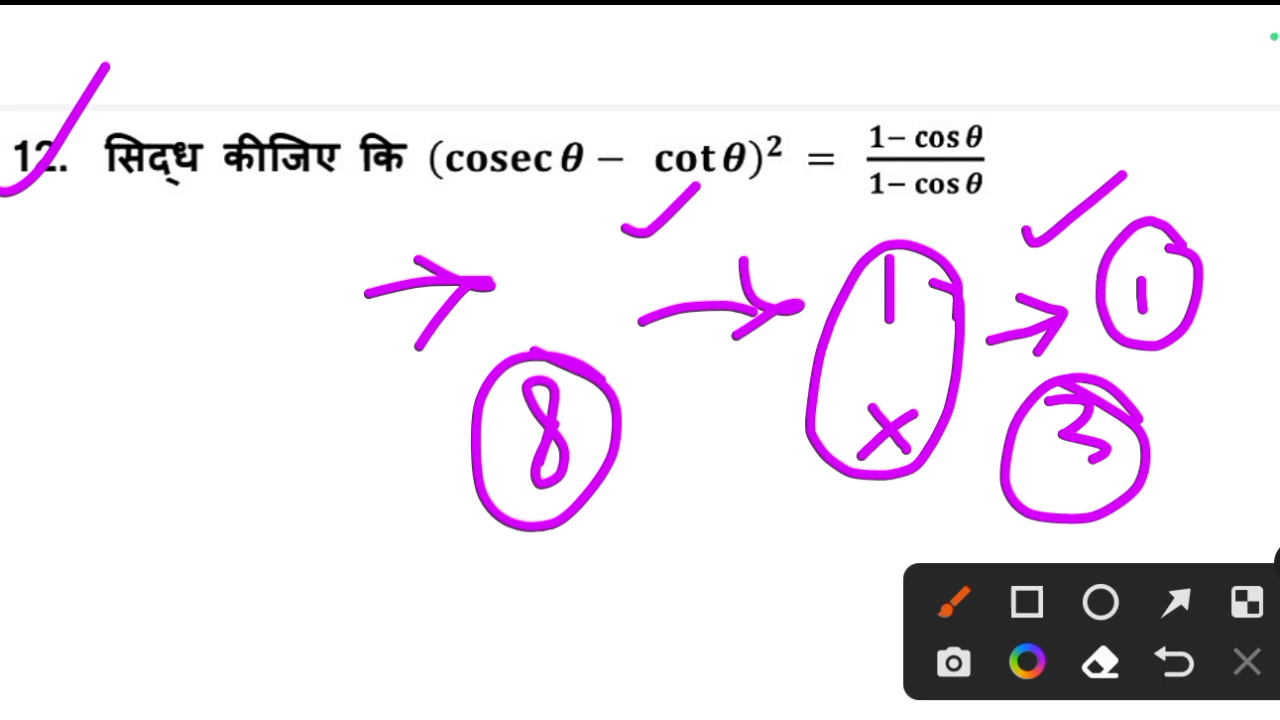 12. सिद्ध कीजिए कि (cosec θ − cot θ)² = (1− cos θ)/(1− cos θ)
1
1
8
x
3